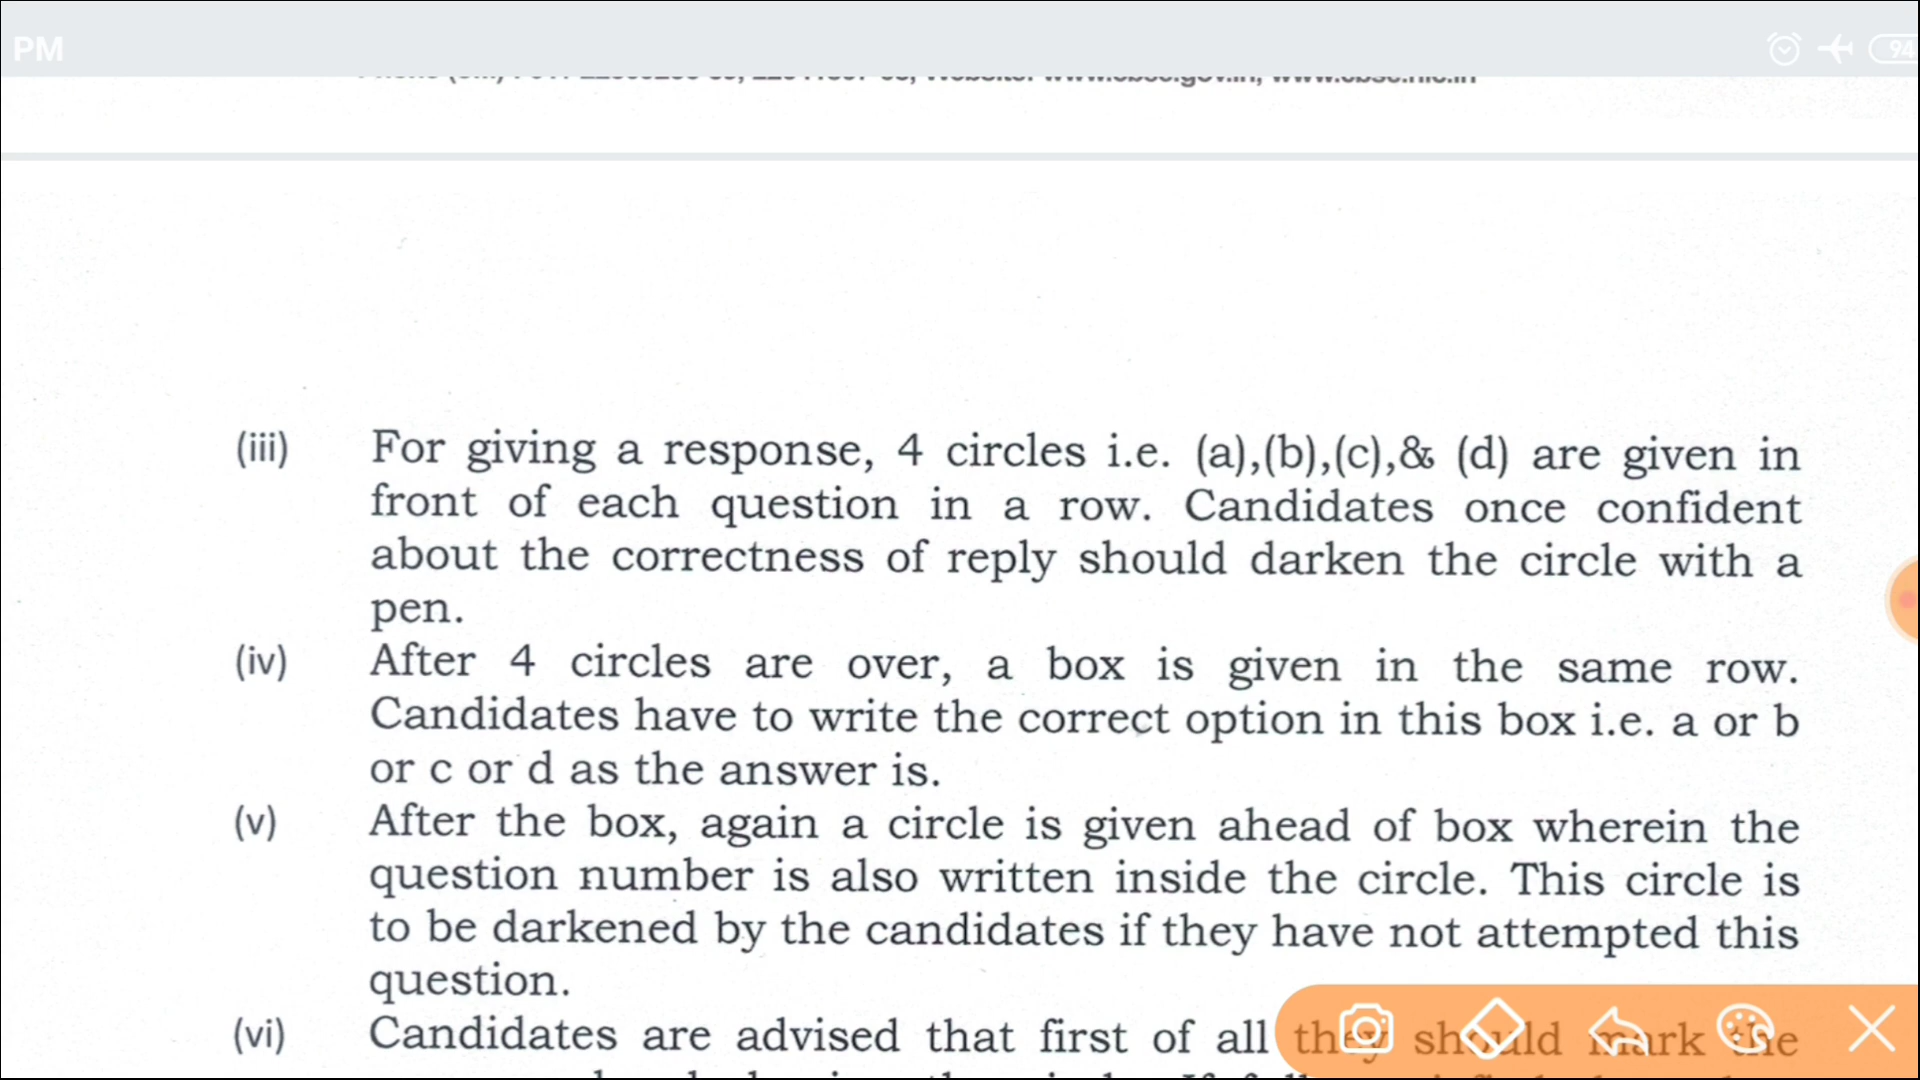 PM
94
(iii) For giving a response, 4 circles i.e. (a),(b),(c),& (d) are given in
front of each question in a row. Candidates once confident
about the correctness of reply should darken the circle with a
pen.
(iv) After 4 circles are over, a box is given in the same row.
Candidates have to write the correct option in this box i.e. a or b
or c or d as the answer is.
(v) After the box, again a circle is given ahead of box wherein the
question number is also written inside the circle. This circle is
to be darkened by the candidates if they have not attempted this
question.
(vi) Candidates are advised that first of all they should mark the